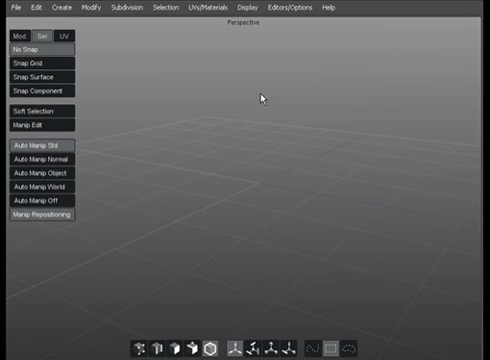 File Edit Create Modify Subdivision Selection UVs/Materials Display Editors/Options Help
Perspective
Mod Sel UV
No Snap
Snap Grid
Snap Surface
Snap Component
Soft Selection
Manip Edit
Auto Manip Std
Auto Manip Normal
Auto Manip Object
Auto Manip World
Auto Manip Off
Manip Repositioning